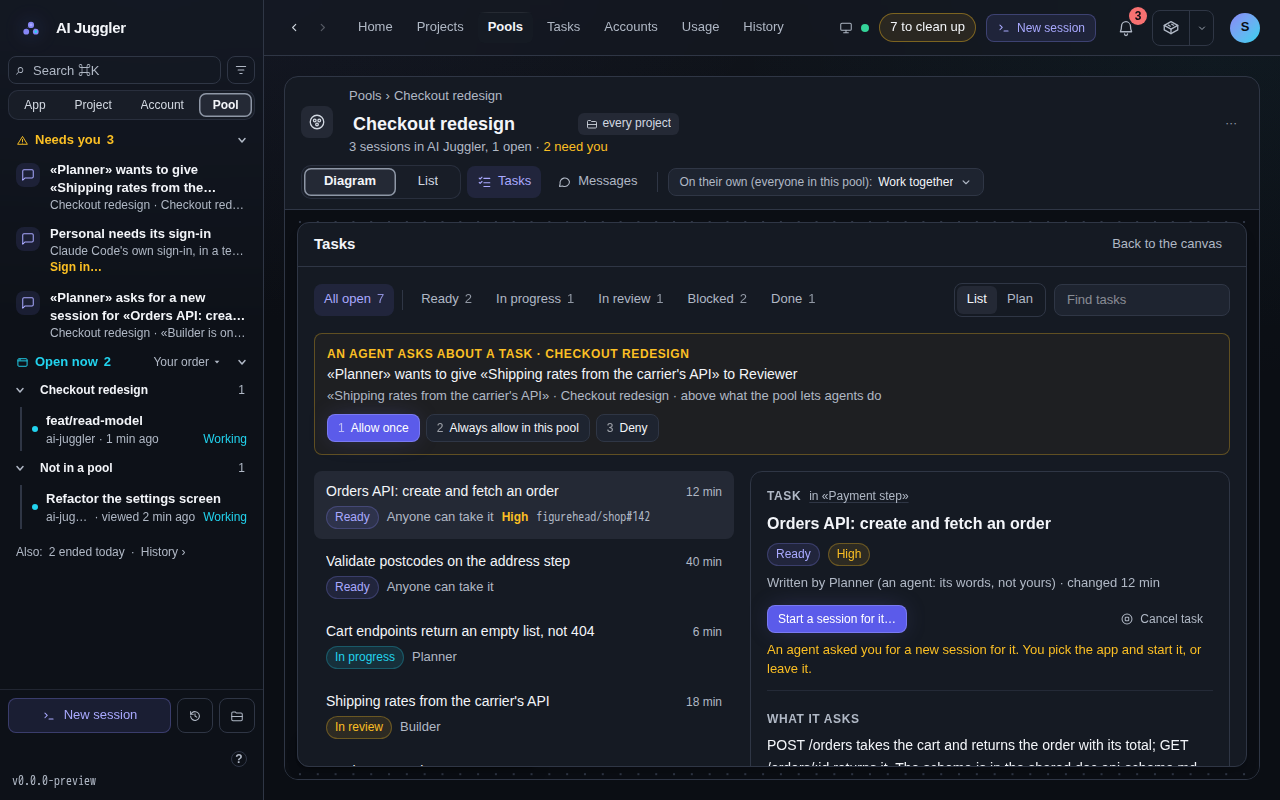 AI Juggler
Search ⌘K
App
Project
Account
Pool
Needs you 3
«Planner» wants to give
«Shipping rates from the…
Checkout redesign · Checkout red…
Personal needs its sign-in
Claude Code's own sign-in, in a te…
Sign in…
«Planner» asks for a new
session for «Orders API: crea…
Checkout redesign · «Builder is on…
Open now 2
Your order
Checkout redesign 1
feat/read-model
ai-juggler · 1 min ago
Working
Not in a pool 1
Refactor the settings screen
ai-jug… · viewed 2 min ago
Working
Also: 2 ended today · History ›
New session
?
v0.0.0-preview
Home
Projects
Pools
Tasks
Accounts
Usage
History
7 to clean up
New session
3
S
Pools › Checkout redesign
Checkout redesign
every project
3 sessions in AI Juggler, 1 open · 2 need you
Diagram
List
Tasks
Messages
On their own (everyone in this pool): Work together
Tasks
Back to the canvas
All open 7
Ready 2
In progress 1
In review 1
Blocked 2
Done 1
List
Plan
Find tasks
AN AGENT ASKS ABOUT A TASK · CHECKOUT REDESIGN
«Planner» wants to give «Shipping rates from the carrier's API» to Reviewer
«Shipping rates from the carrier's API» · Checkout redesign · above what the pool lets agents do
1 Allow once
2 Always allow in this pool
3 Deny
Orders API: create and fetch an order
12 min
Ready
Anyone can take it
High
figurehead/shop#142
Validate postcodes on the address step
40 min
Ready
Anyone can take it
Cart endpoints return an empty list, not 404
6 min
In progress
Planner
Shipping rates from the carrier's API
18 min
In review
Builder
TASK in «Payment step»
Orders API: create and fetch an order
Ready
High
Written by Planner (an agent: its words, not yours) · changed 12 min
Start a session for it…
Cancel task
An agent asked you for a new session for it. You pick the app and start it, or
leave it.
WHAT IT ASKS
POST /orders takes the cart and returns the order with its total; GET